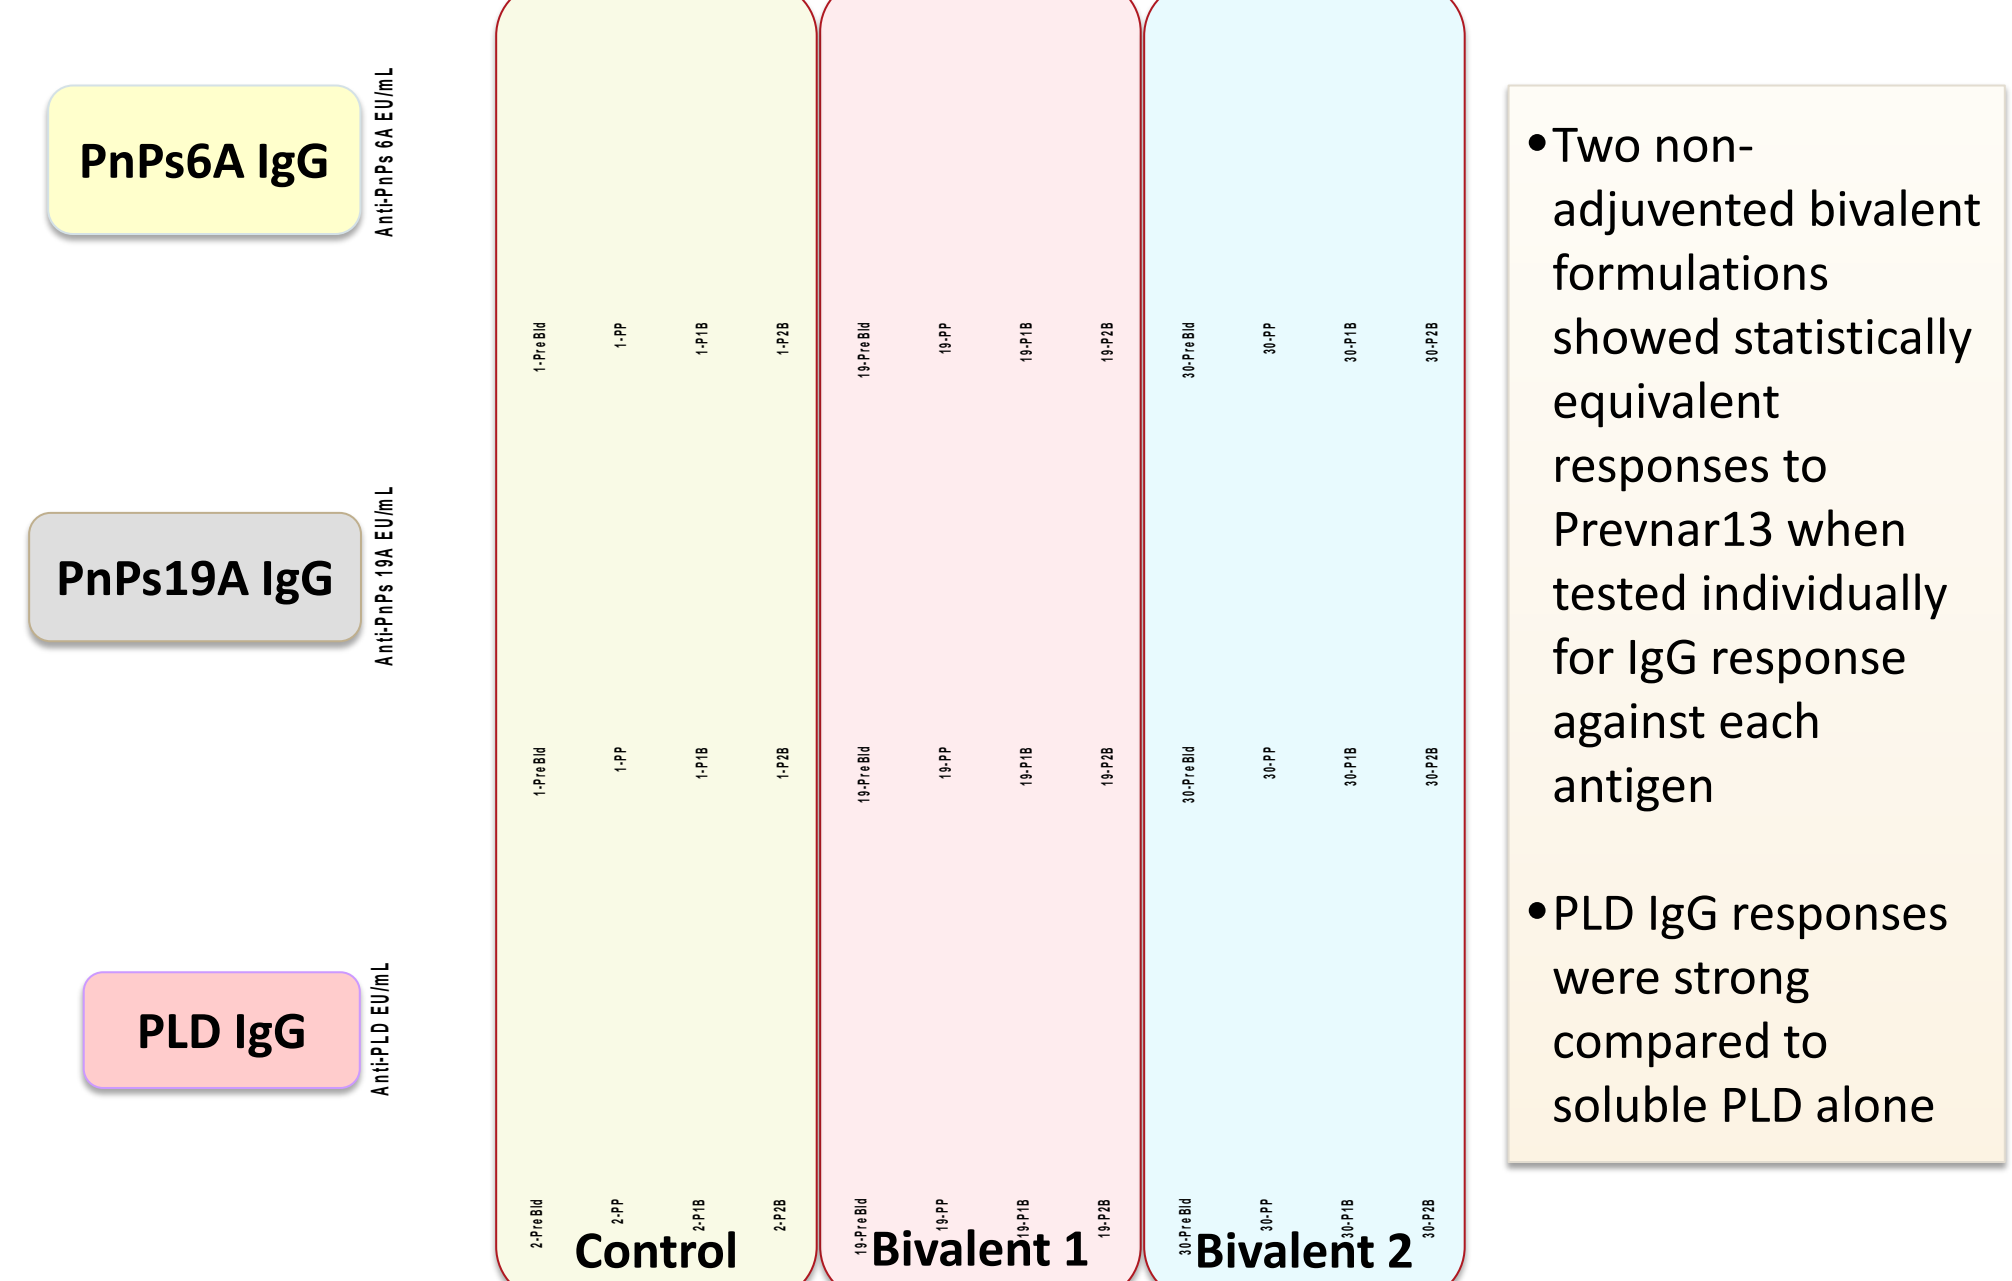 PnPs6A IgG
Anti-PnPs 6A EU/mL
1-PreBld
1-PP
1-P1B
1-P2B
19-PreBld
19-PP
19-P1B
19-P2B
30-PreBld
30-PP
30-P1B
30-P2B
PnPs19A IgG
Anti-PnPs 19A EU/mL
1-PreBld
1-PP
1-P1B
1-P2B
19-PreBld
19-PP
19-P1B
19-P2B
30-PreBld
30-PP
30-P1B
30-P2B
PLD IgG
Anti-PLD EU/mL
2-PreBld
2-PP
2-P1B
2-P2B
19-PreBld
19-PP
19-P1B
19-P2B
30-PreBld
30-PP
30-P1B
30-P2B
Control
Bivalent 1
Bivalent 2
•Two non-
adjuvented bivalent
formulations
showed statistically
equivalent
responses to
Prevnar13 when
tested individually
for IgG response
against each
antigen
•PLD IgG responses
were strong
compared to
soluble PLD alone